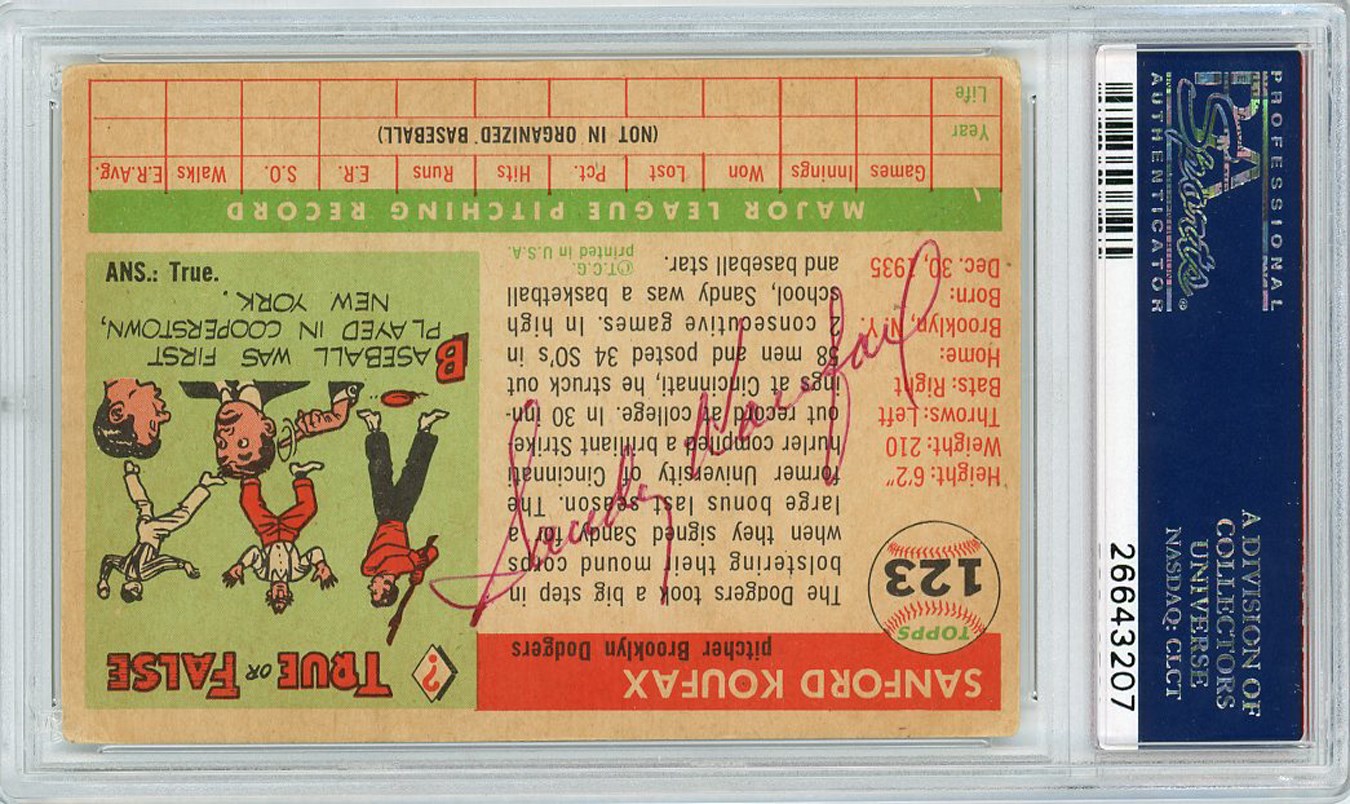 SANFORD KOUFAX
pitcher Brooklyn Dodgers
TOPPS
123
Height: 6'2"
Weight: 210
Throws: Left
Bats: Right
Home:
Brooklyn, N.Y.
Born:
Dec. 30, 1935
The Dodgers took a big step in
bolstering their mound corps
when they signed Sandy for a
large bonus last season. The
former University of Cincinnati
hurler compiled a brilliant Strike-
out record at college. In 30 inn-
ings at Cincinnati, he struck out
58 men and posted 34 SO's in
2 consecutive games. In high
school, Sandy was a basketball
and baseball star.
©T.C.G.
printed in U.S.A.
Sandy Koufax
?
TRUE OR FALSE
BASEBALL WAS FIRST
PLAYED IN COOPERSTOWN,
NEW YORK.
ANS.: True.
MAJOR LEAGUE PITCHING RECORD
Games Innings Won Lost Pct. Hits Runs E.R. S.O. Walks E.R.Avg.
Year (NOT IN ORGANIZED BASEBALL)
Life
PROFESSIONAL
PSA
Sports®
AUTHENTICATOR
A DIVISION OF
COLLECTORS
UNIVERSE
NASDAQ: CLCT
26643207